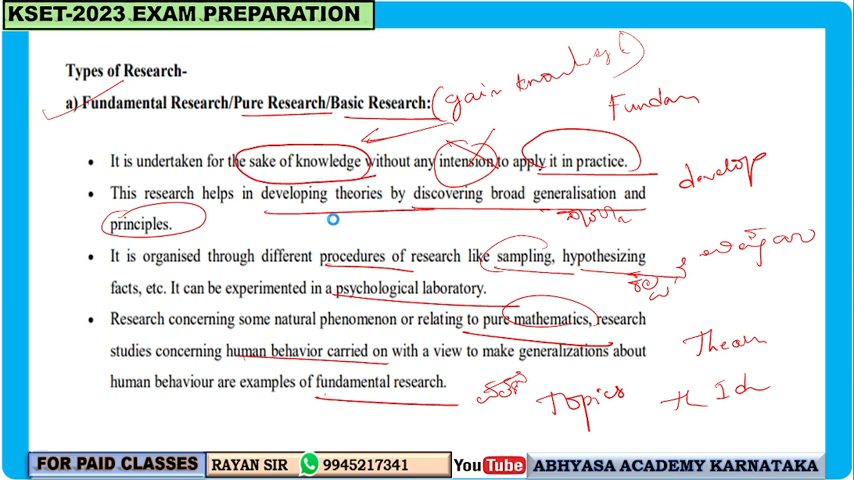 KSET-2023 EXAM PREPARATION
Types of Research-
a) Fundamental Research/Pure Research/Basic Research:
(gain knowledge)
Fundam
It is undertaken for the sake of knowledge without any intension to apply it in practice.
develop
This research helps in developing theories by discovering broad generalisation and
principles.
It is organised through different procedures of research like sampling, hypothesizing
facts, etc. It can be experimented in a psychological laboratory.
Research concerning some natural phenomenon or relating to pure mathematics, research
studies concerning human behavior carried on with a view to make generalizations about
human behaviour are examples of fundamental research.
Topics
FOR PAID CLASSES RAYAN SIR 9945217341 YouTube ABHYASA ACADEMY KARNATAKA